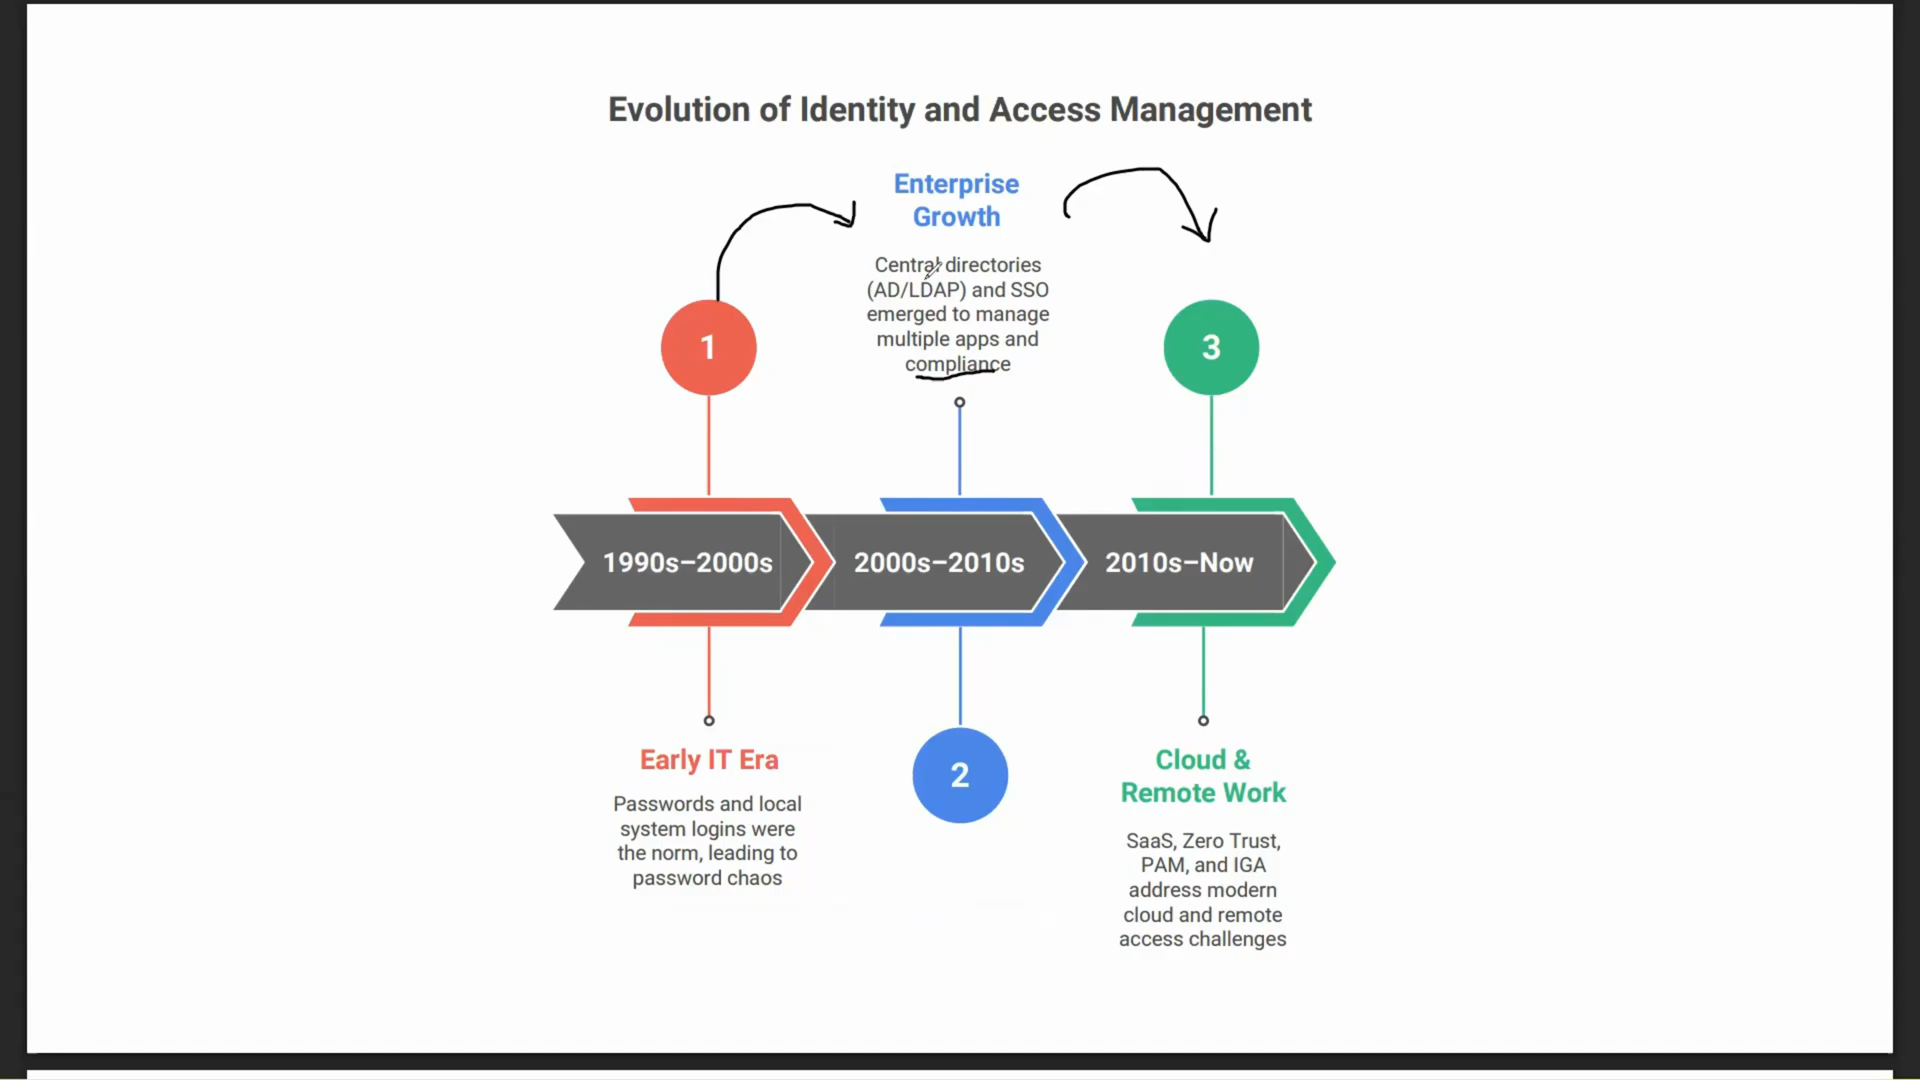 Evolution of Identity and Access Management
Enterprise
Growth
Central directories
(AD/LDAP) and SSO
emerged to manage
multiple apps and
compliance
1
3
1990s–2000s
2000s–2010s
2010s–Now
Early IT Era
Passwords and local
system logins were
the norm, leading to
password chaos
2
Cloud &
Remote Work
SaaS, Zero Trust,
PAM, and IGA
address modern
cloud and remote
access challenges